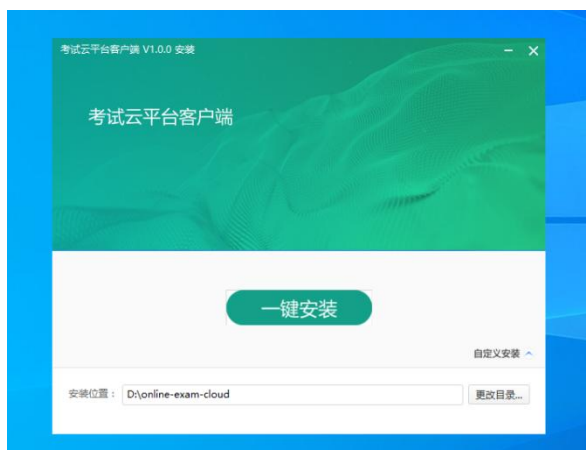 考试云平台客户端 V1.0.0 安装
考试云平台客户端
一键安装
自定义安装
安装位置： D:\online-exam-cloud 更改目录...